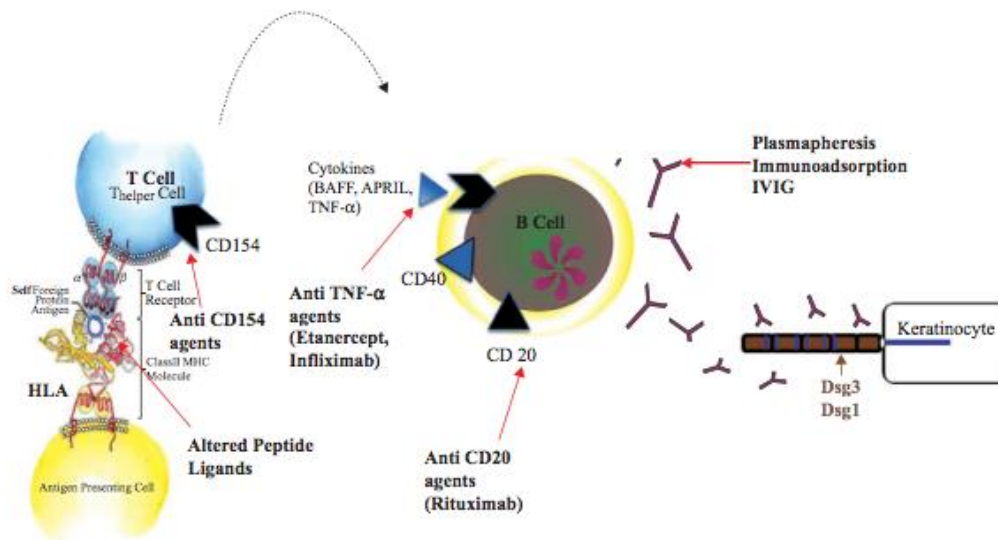 T Cell
Thelper Cell
CD154
α β
T Cell
Receptor
Self Foreign
Protein
Antigen
Anti CD154
agents
ClassII MHC
Molecule
HLA
Altered Peptide
Ligands
Antigen Presenting Cell
Cytokines
(BAFF, APRIL,
TNF-α)
B Cell
CD40
Anti TNF-α
agents
(Etanercept,
Infliximab)
CD 20
Anti CD20
agents
(Rituximab)
Plasmapheresis
Immunoadsorption
IVIG
Keratinocyte
Dsg3
Dsg1